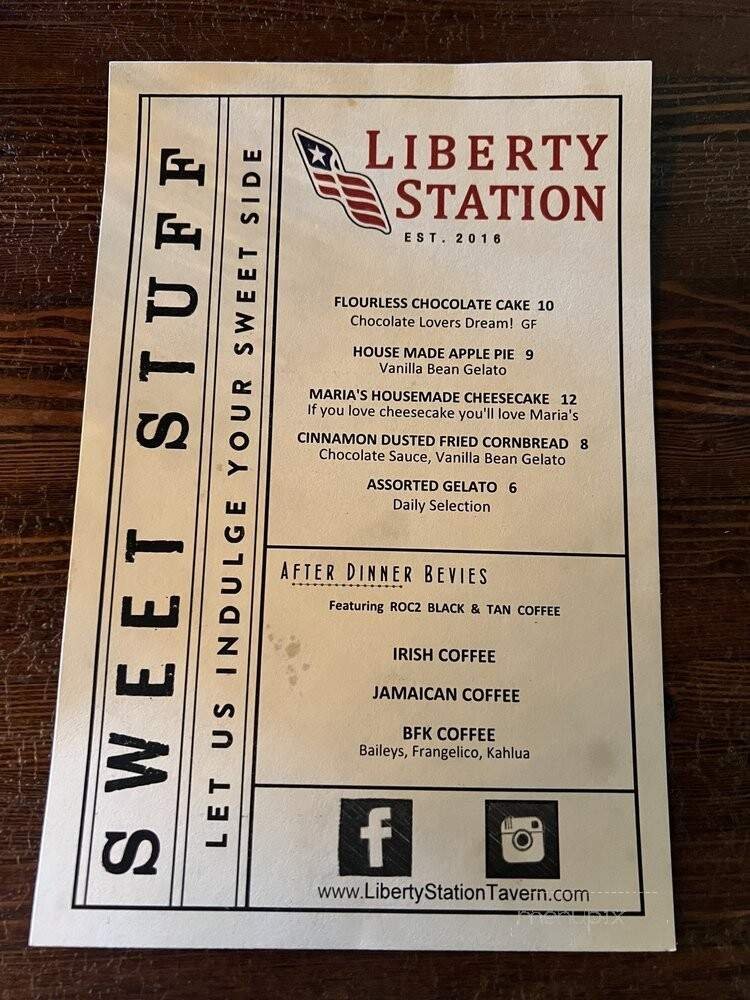 SWEET STUFF
LET US INDULGE YOUR SWEET SIDE
LIBERTY
STATION
EST. 2016
FLOURLESS CHOCOLATE CAKE 10
Chocolate Lovers Dream! GF
HOUSE MADE APPLE PIE 9
Vanilla Bean Gelato
MARIA'S HOUSEMADE CHEESECAKE 12
If you love cheesecake you'll love Maria's
CINNAMON DUSTED FRIED CORNBREAD 8
Chocolate Sauce, Vanilla Bean Gelato
ASSORTED GELATO 6
Daily Selection
AFTER DINNER BEVIES
Featuring ROC2 BLACK & TAN COFFEE
IRISH COFFEE
JAMAICAN COFFEE
BFK COFFEE
Baileys, Frangelico, Kahlua
f
www.LibertyStationTavern.com
menupix